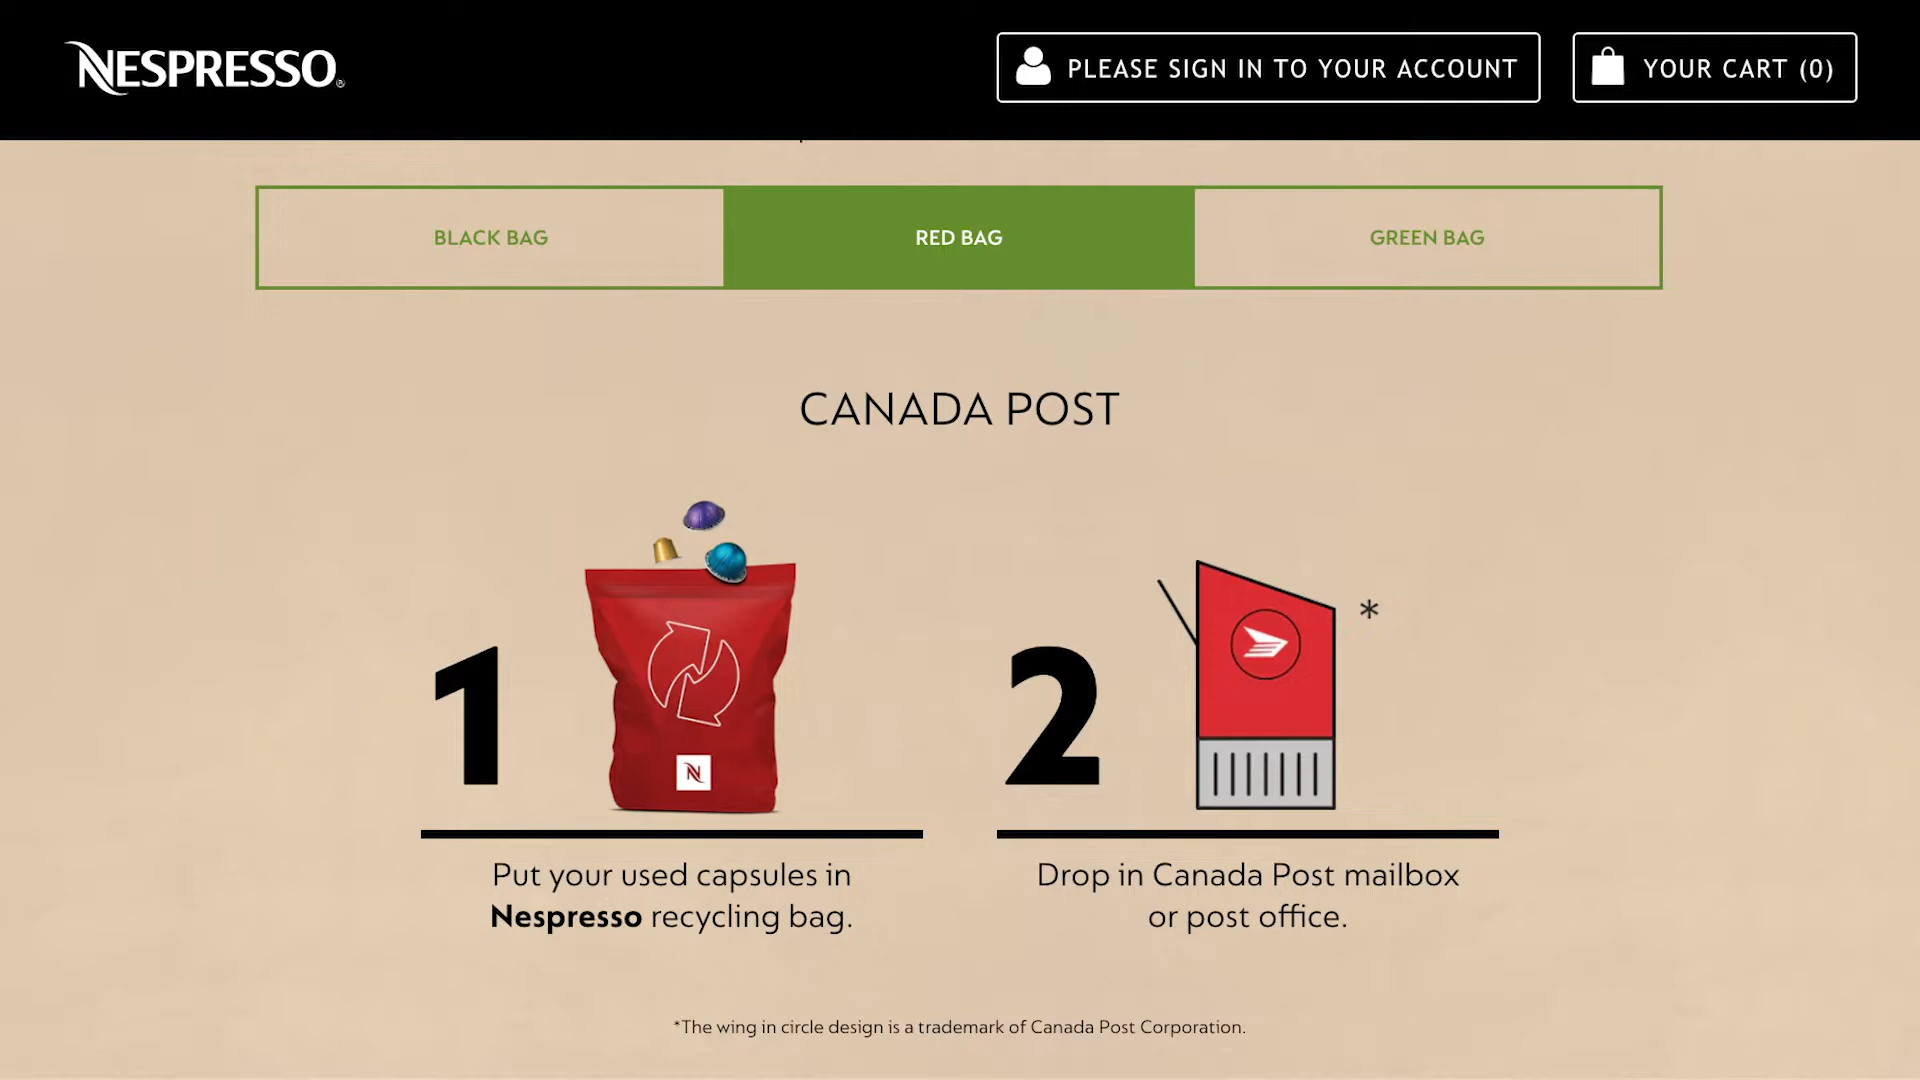 NESPRESSO
PLEASE SIGN IN TO YOUR ACCOUNT
YOUR CART (0)
BLACK BAG
RED BAG
GREEN BAG
CANADA POST
1
N
2
*
Put your used capsules in
Nespresso recycling bag.
Drop in Canada Post mailbox
or post office.
*The wing in circle design is a trademark of Canada Post Corporation.